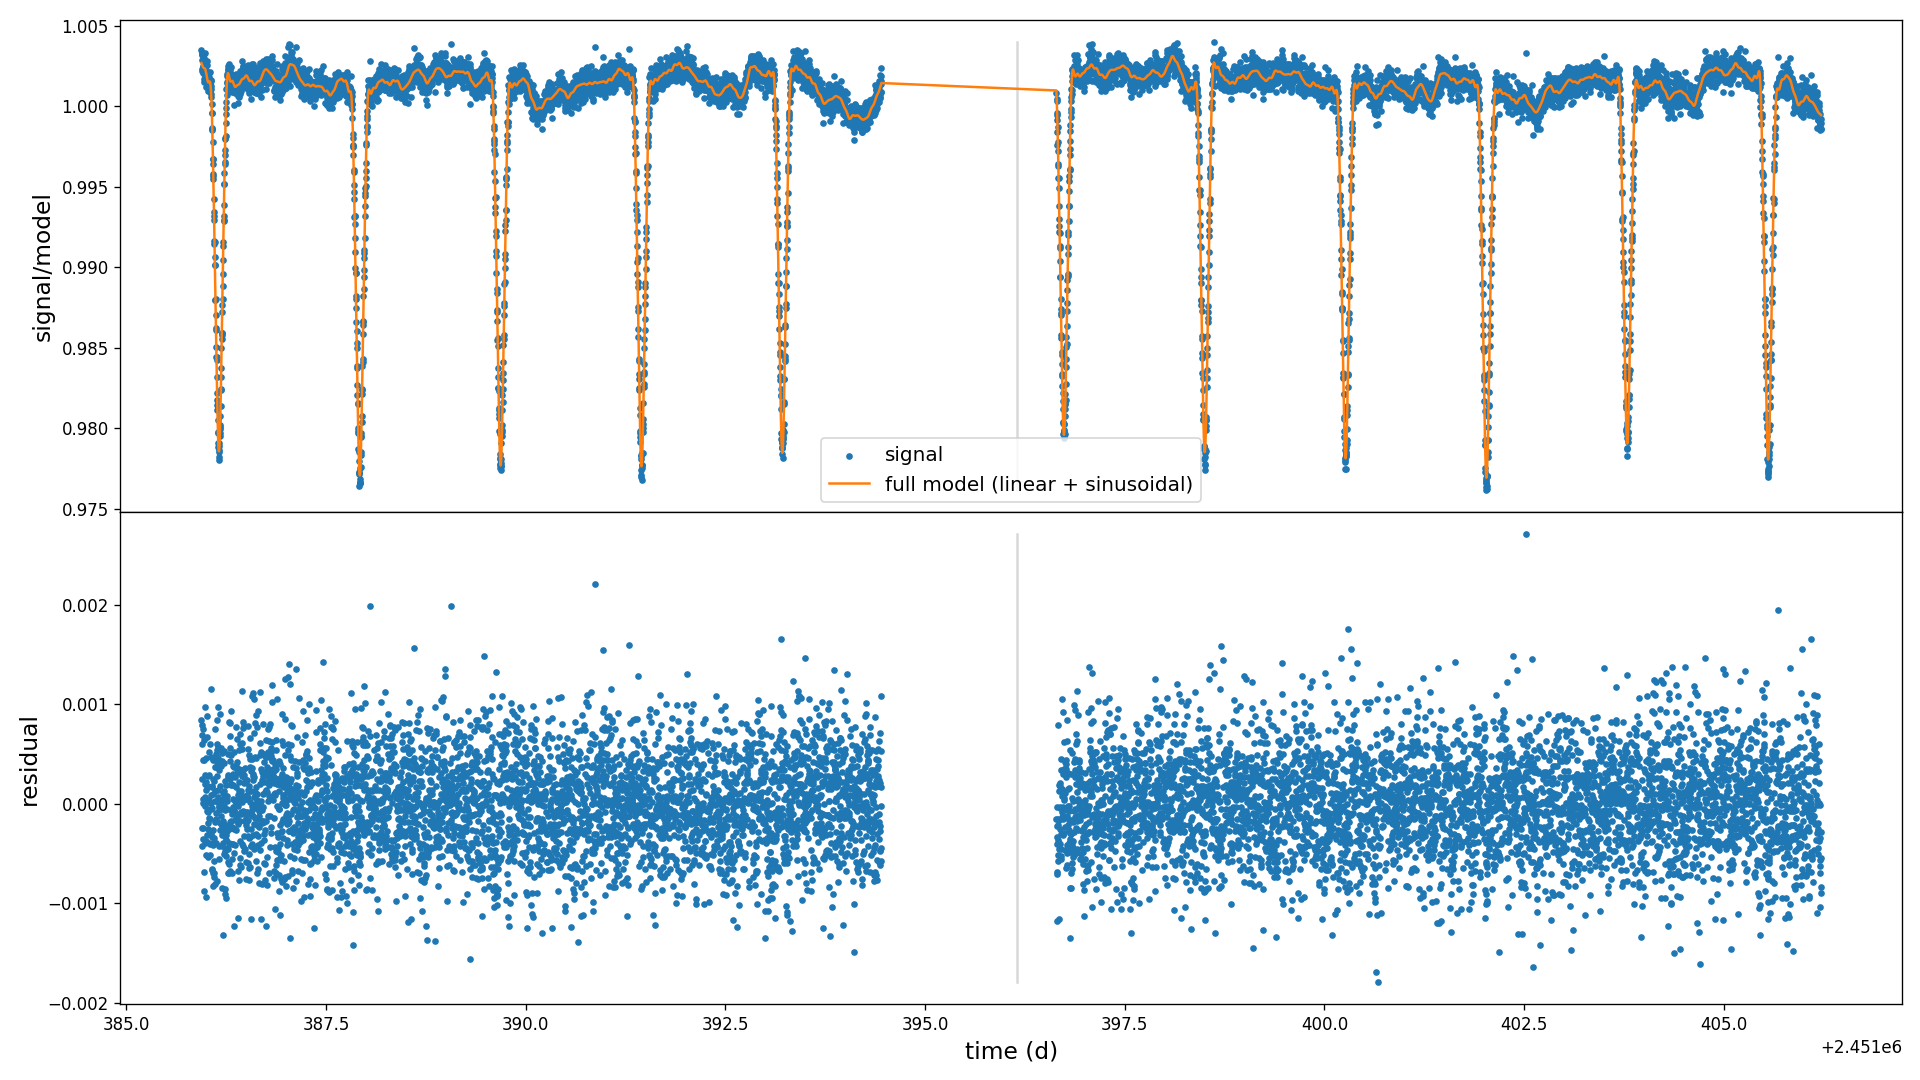 1.005
1.000
0.995
0.990
0.985
0.980
0.975
signal/model
signal
full model (linear + sinusoidal)
0.002
0.001
0.000
−0.001
−0.002
residual
385.0 387.5 390.0 392.5 395.0 397.5 400.0 402.5 405.0
time (d)
+2.451e6